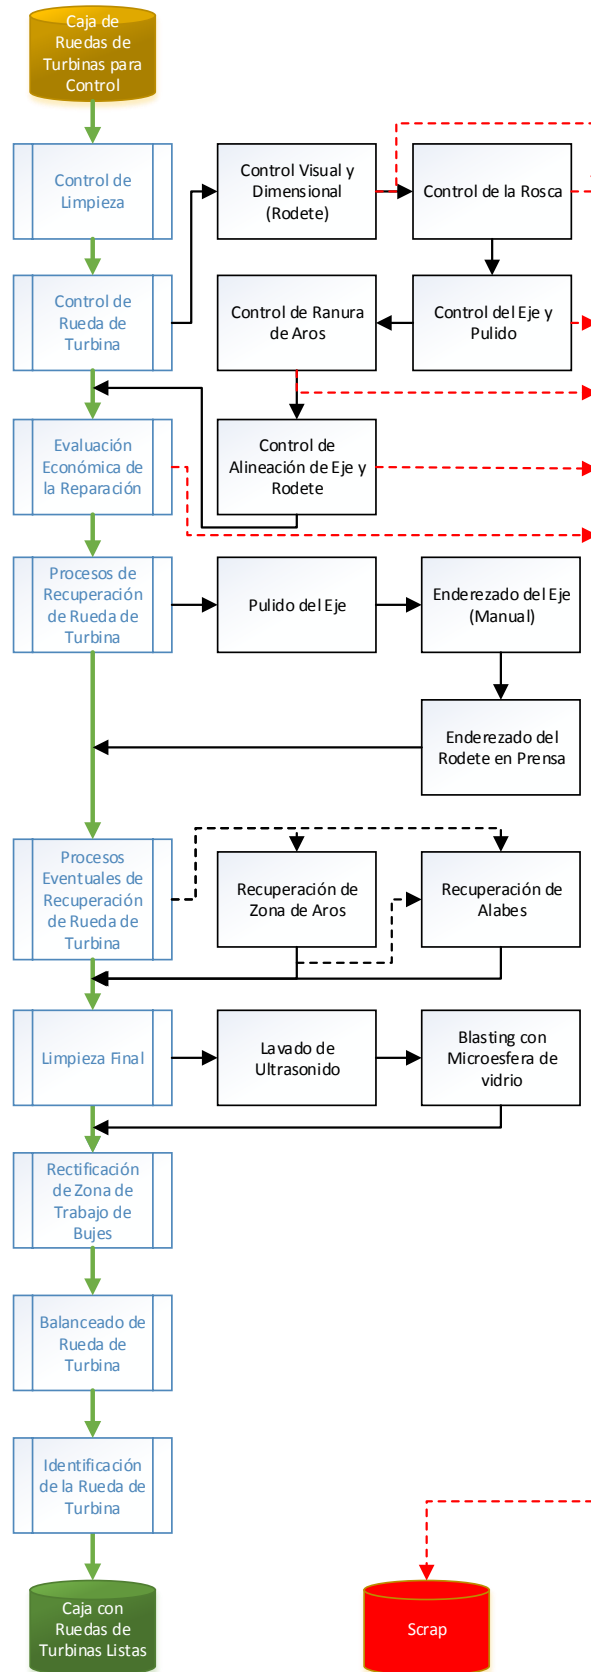 Caja de
Ruedas de
Turbinas para
Control
Control de
Limpieza
Control Visual y
Dimensional
(Rodete)
Control de la Rosca
Control de
Rueda de
Turbina
Control de Ranura
de Aros
Control del Eje y
Pulido
Evaluación
Económica de
la Reparación
Control de
Alineación de Eje y
Rodete
Procesos de
Recuperación
de Rueda de
Turbina
Pulido del Eje
Enderezado del Eje
(Manual)
Enderezado del
Rodete en Prensa
Procesos
Eventuales de
Recuperación
de Rueda de
Turbina
Recuperación de
Zona de Aros
Recuperación de
Alabes
Limpieza Final
Lavado de
Ultrasonido
Blasting con
Microesfera de
vidrio
Rectificación
de Zona de
Trabajo de
Bujes
Balanceado de
Rueda de
Turbina
Identificación
de la Rueda de
Turbina
Caja con
Ruedas de
Turbinas Listas
Scrap